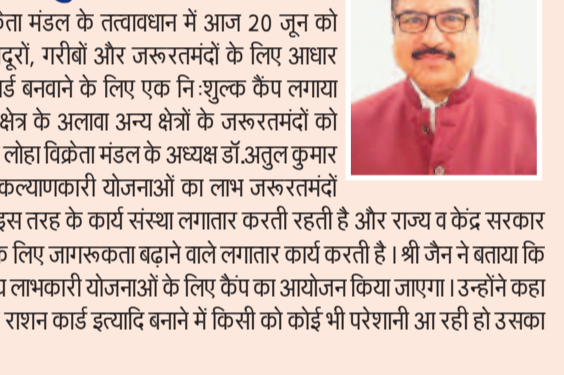 मंडल के तत्वावधान में आज 20 जून को
गरीबों और जरूरतमंदों के लिए आधार
बनवाने के लिए एक नि:शुल्क कैंप लगाया
क्षेत्र के अलावा अन्य क्षेत्रों के जरूरतमंदों को
लोहा विक्रेता मंडल के अध्यक्ष डॉ.अतुल कुमार
कल्याणकारी योजनाओं का लाभ जरूरतमंदों
इस तरह के कार्य संस्था लगातार करती रहती है और राज्य व केंद्र सरकार
लिए जागरूकता बढ़ाने वाले लगातार कार्य करती है । श्री जैन ने बताया कि
लाभकारी योजनाओं के लिए कैंप का आयोजन किया जाएगा । उन्होंने कहा
राशन कार्ड इत्यादि बनाने में किसी को कोई भी परेशानी आ रही हो उसका